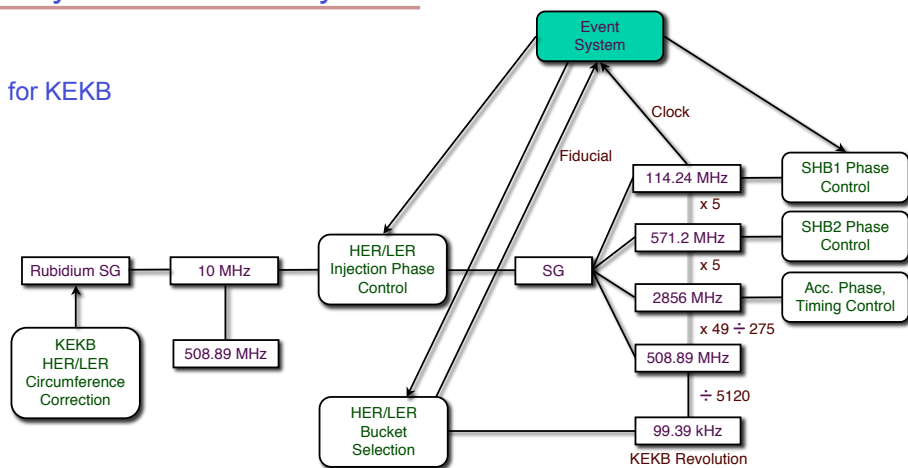 for KEKB
Event
System
Clock
Fiducial
114.24 MHz
SHB1 Phase
Control
x 5
571.2 MHz
SHB2 Phase
Control
x 5
Rubidium SG
10 MHz
HER/LER
Injection Phase
Control
SG
2856 MHz
Acc. Phase,
Timing Control
x 49 ÷ 275
KEKB
HER/LER
Circumference
Correction
508.89 MHz
508.89 MHz
÷ 5120
HER/LER
Bucket
Selection
99.39 kHz
KEKB Revolution